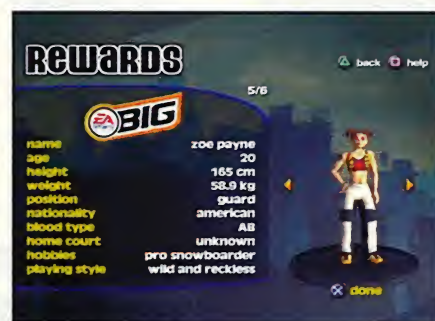 REWARDS
back help
5/6
EA BIG
name zoe payne
age 20
height 165 cm
weight 58.9 kg
position guard
nationality american
blood type AB
home court unknown
hobbies pro snowboarder
playing style wild and reckless
done